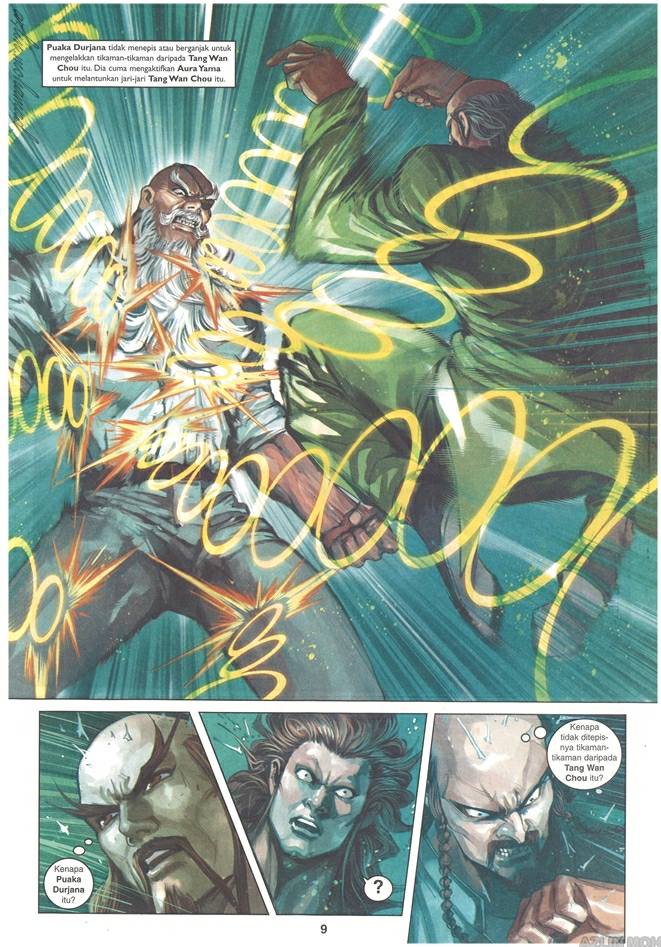 Puaka Durjana tidak menepis atau berganjak untuk
mengelakkan tikaman-tikaman daripada Tang Wan
Chou itu. Dia cuma mengaktifkan Aura Yama
untuk melantunkan jari-jari Tang Wan Chou itu.
Kenapa
Puaka
Durjana
itu?
?
Kenapa
tidak ditepis-
nya tikaman-
tikaman daripada
Tang Wan
Chou itu?
9